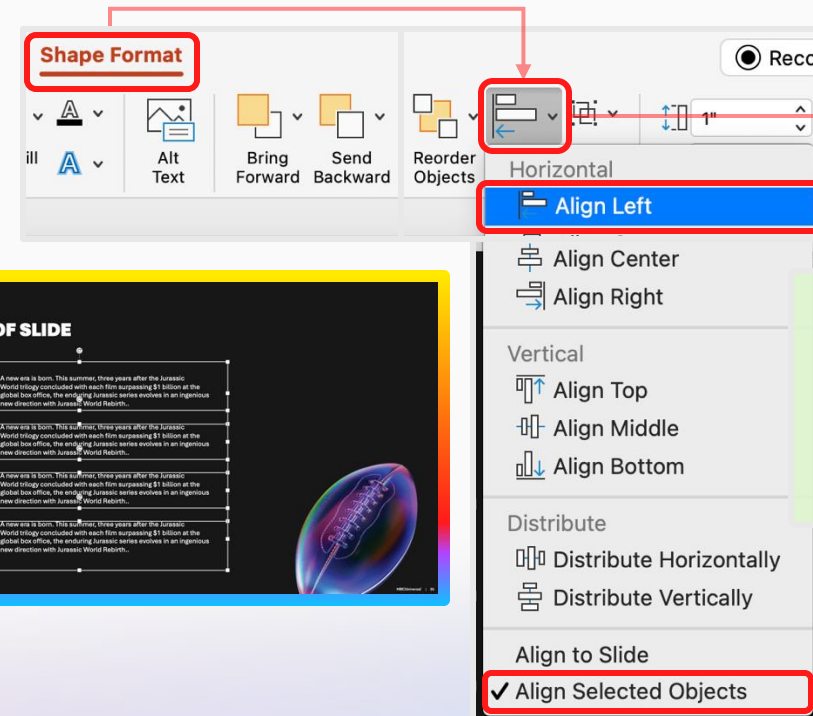 Shape Format
Reco
ill
Alt
Text
Bring
Forward
Send
Backward
Reorder
Objects
1"
Horizontal
Align Left
Align Center
Align Right
Vertical
Align Top
Align Middle
Align Bottom
Distribute
Distribute Horizontally
Distribute Vertically
Align to Slide
✓ Align Selected Objects
OF SLIDE
A new era is born. This summer, three years after the Jurassic
World trilogy concluded with each film surpassing $1 billion at the
global box office, the enduring Jurassic series evolves in an ingenious
new direction with Jurassic World Rebirth..
A new era is born. This summer, three years after the Jurassic
World trilogy concluded with each film surpassing $1 billion at the
global box office, the enduring Jurassic series evolves in an ingenious
new direction with Jurassic World Rebirth..
A new era is born. This summer, three years after the Jurassic
World trilogy concluded with each film surpassing $1 billion at the
global box office, the enduring Jurassic series evolves in an ingenious
new direction with Jurassic World Rebirth..
A new era is born. This summer, three years after the Jurassic
World trilogy concluded with each film surpassing $1 billion at the
global box office, the enduring Jurassic series evolves in an ingenious
new direction with Jurassic World Rebirth..